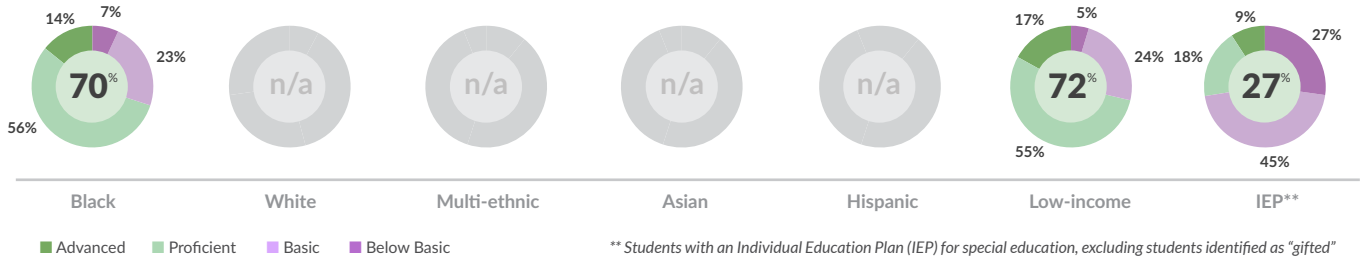 14% 7% 9%
17% 5%
27%
23% 24% 18%
70% n/a n/a n/a n/a 72% 27%
56%
55% 45%
Black White Multi-ethnic Asian Hispanic Low-income IEP**
Advanced Proficient Basic Below Basic ** Students with an Individual Education Plan (IEP) for special education, excluding students identified as “gifted”